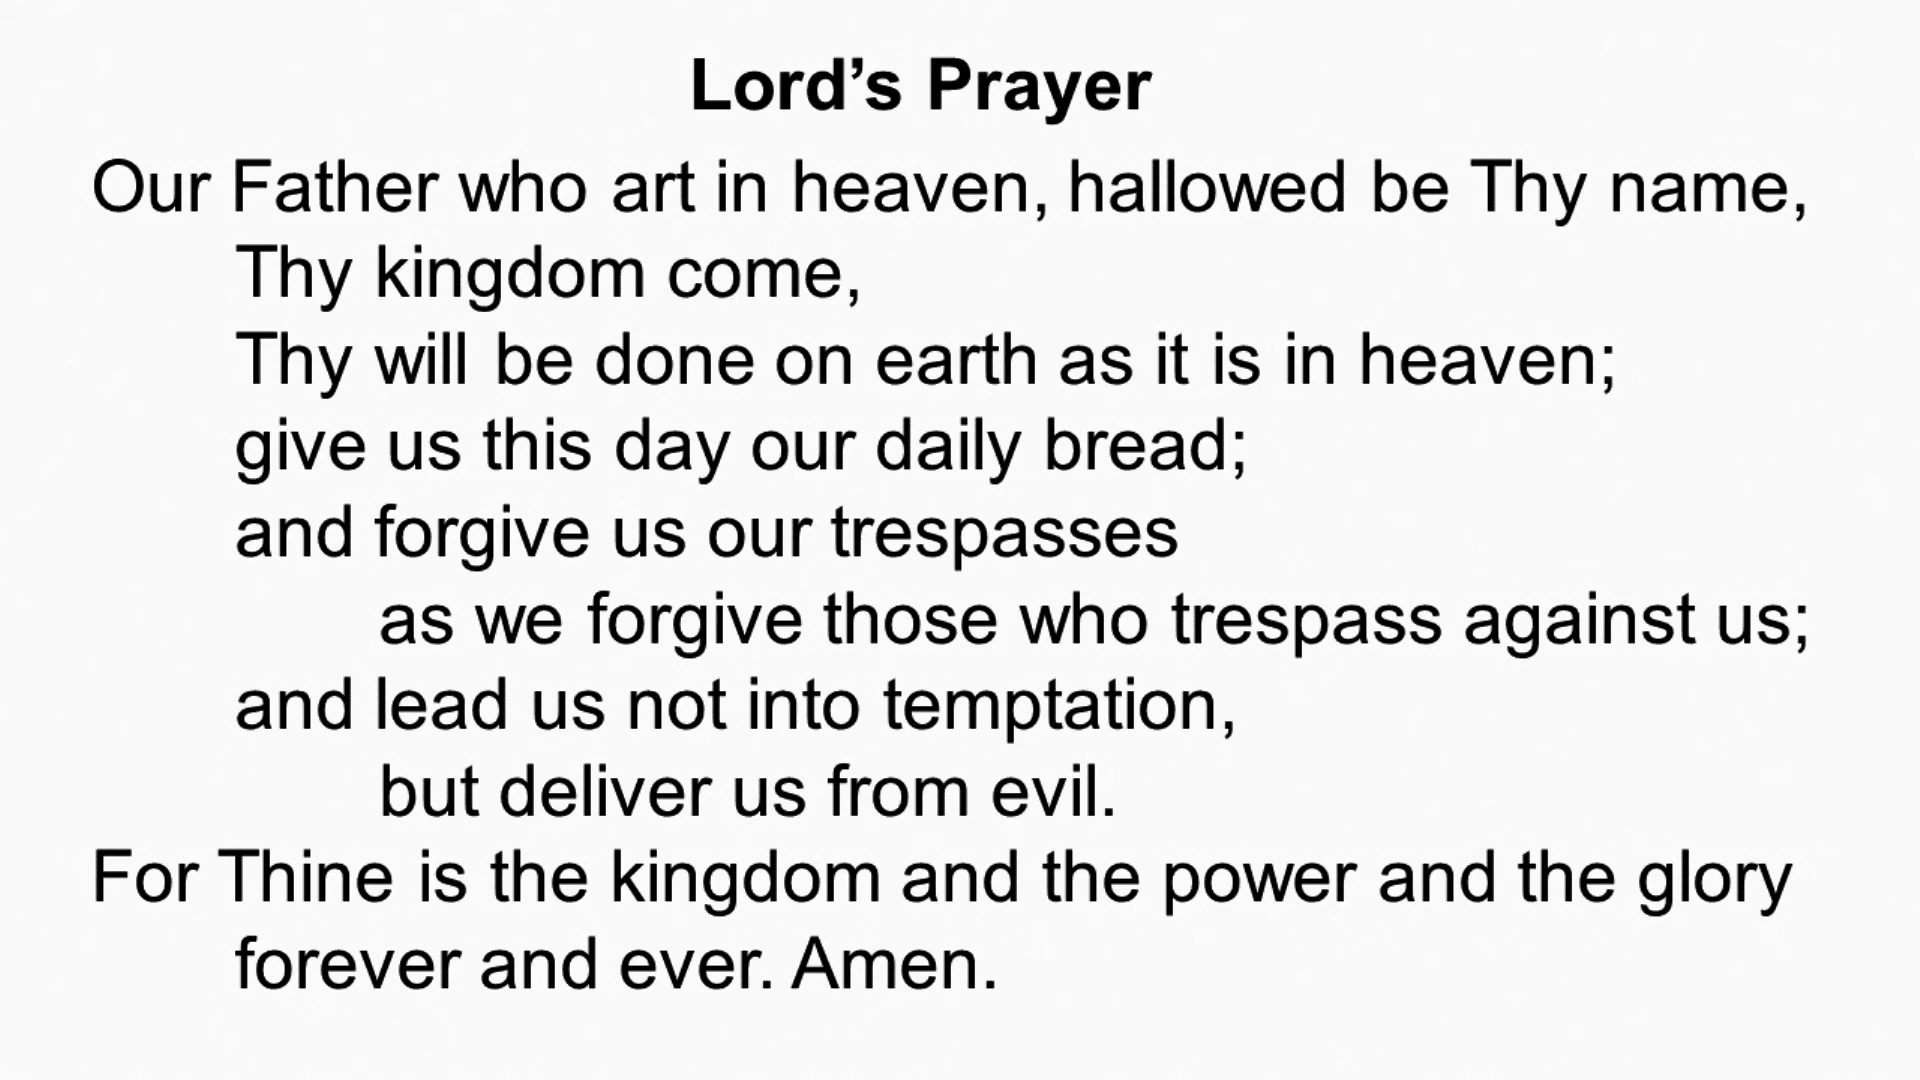 Lord’s Prayer
Our Father who art in heaven, hallowed be Thy name,
Thy kingdom come,
Thy will be done on earth as it is in heaven;
give us this day our daily bread;
and forgive us our trespasses
as we forgive those who trespass against us;
and lead us not into temptation,
but deliver us from evil.
For Thine is the kingdom and the power and the glory
forever and ever. Amen.